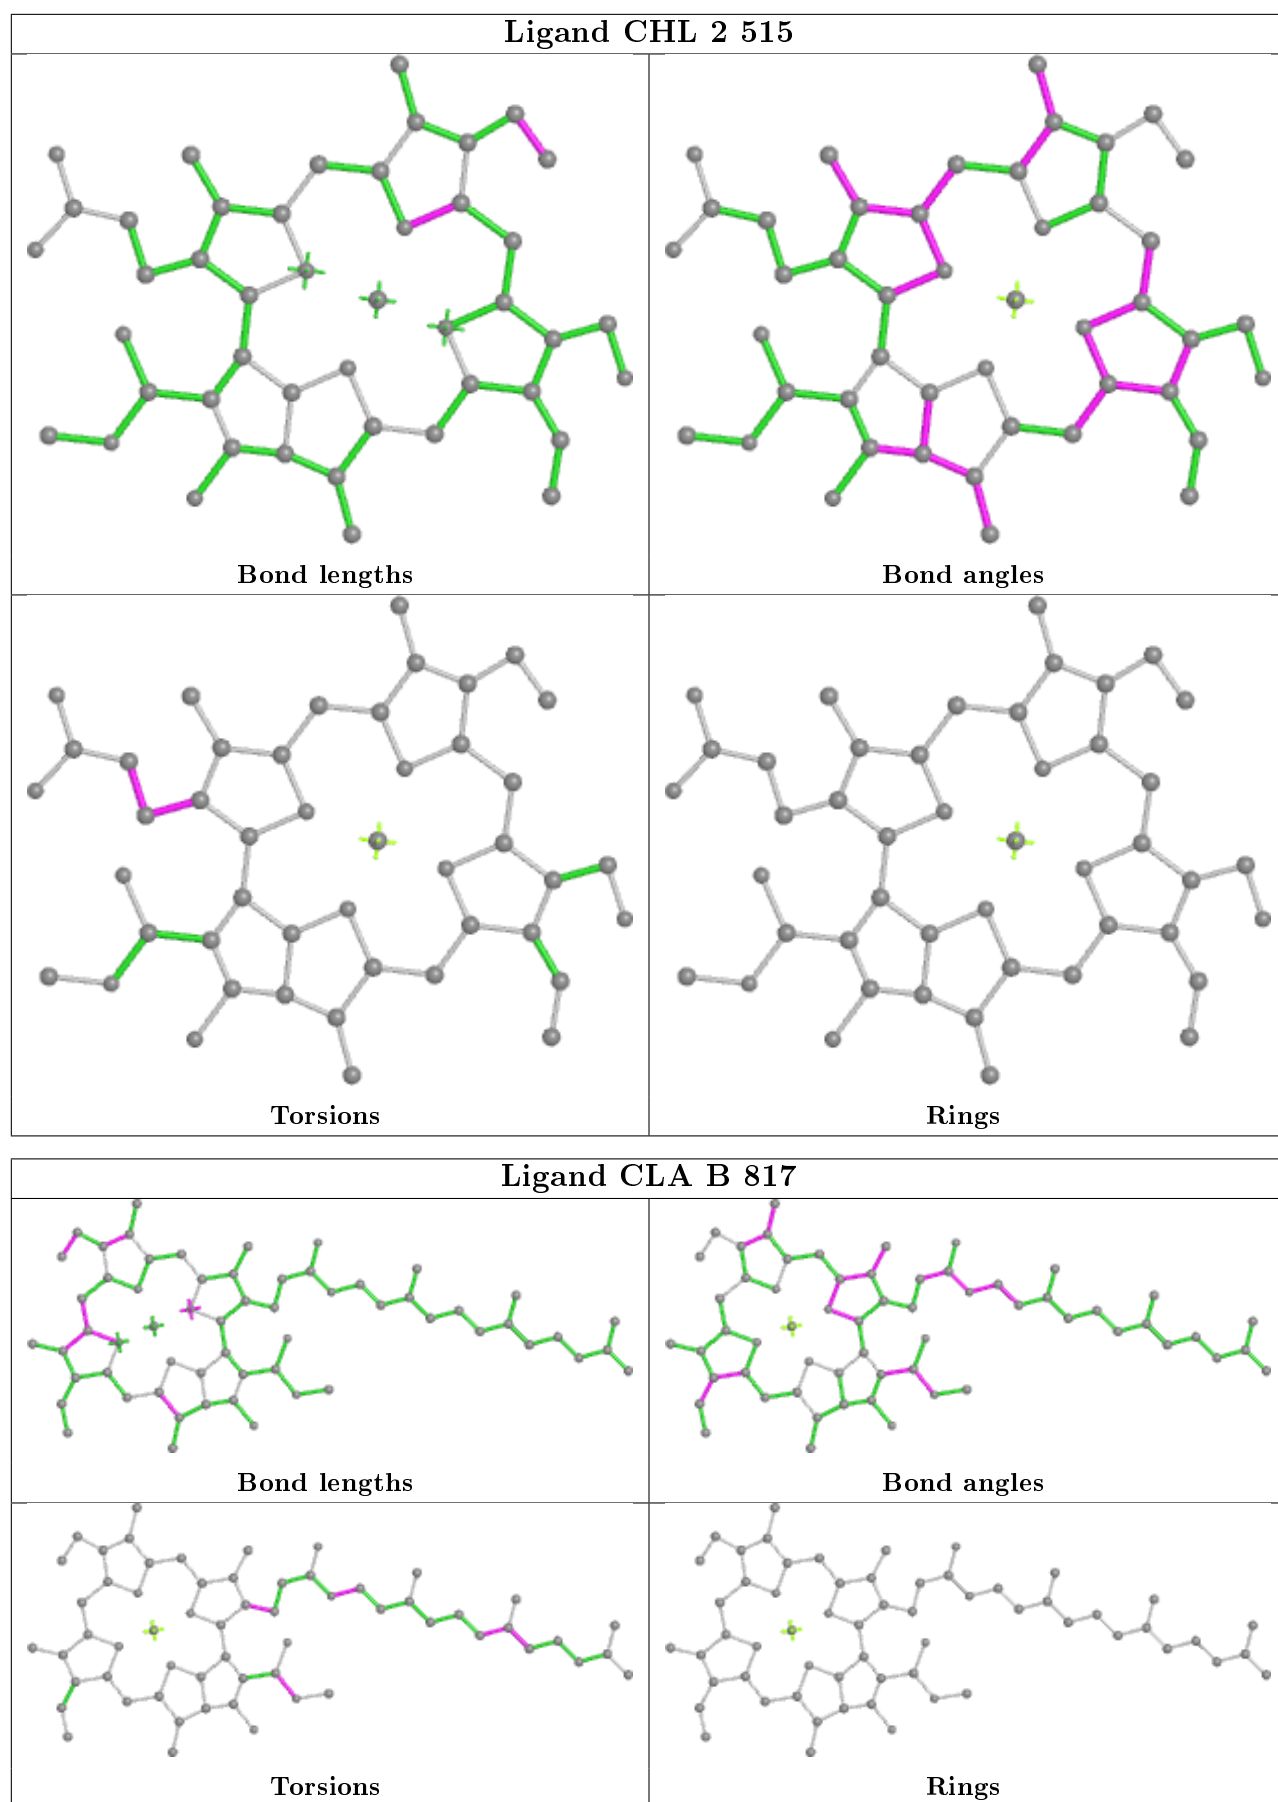 Ligand CHL 2 515
Bond lengths
Bond angles
Torsions
Rings
Ligand CLA B 817
Bond lengths
Bond angles
Torsions
Rings